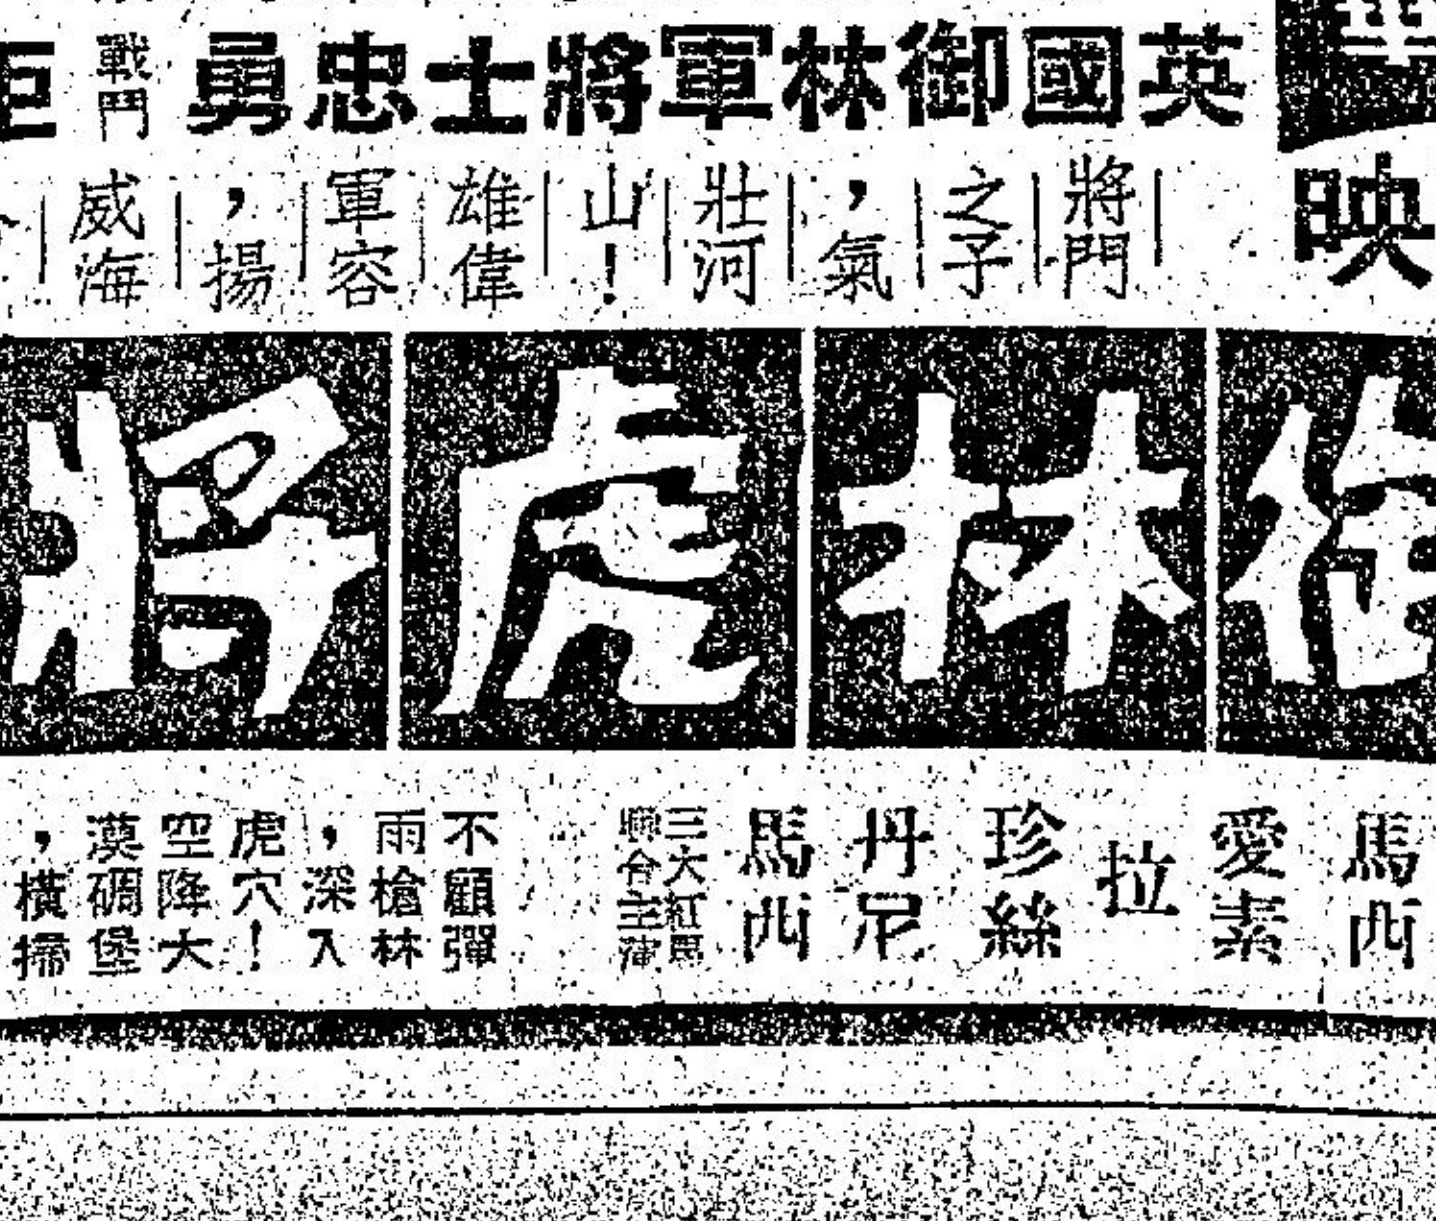 英國御林軍將士忠勇戰鬥
映
將門之子,氣壯河山!雄偉軍容,揚威海
御林虎將
馬西
愛素拉
珍絲
丹尼馬西
三大紅星聯合主演
不顧彈雨槍林,深入虎穴!空降大漠碉堡,橫掃